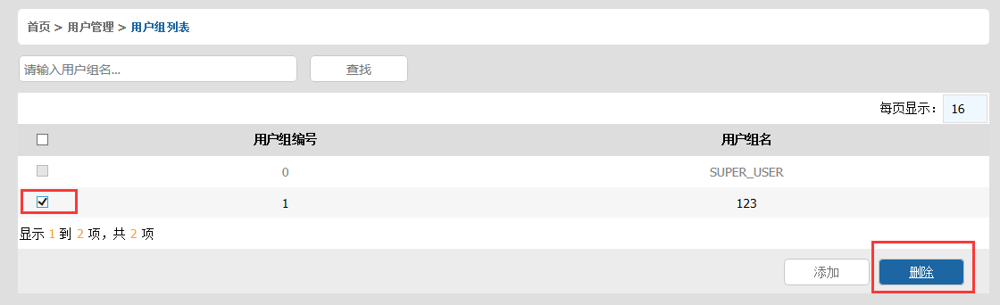 首页 > 用户管理 > 用户组列表
请输入用户组名... 查找
每页显示： 16
用户组编号 用户组名
0 SUPER_USER
1 123
显示 1 到 2 项，共 2 项
添加 删除